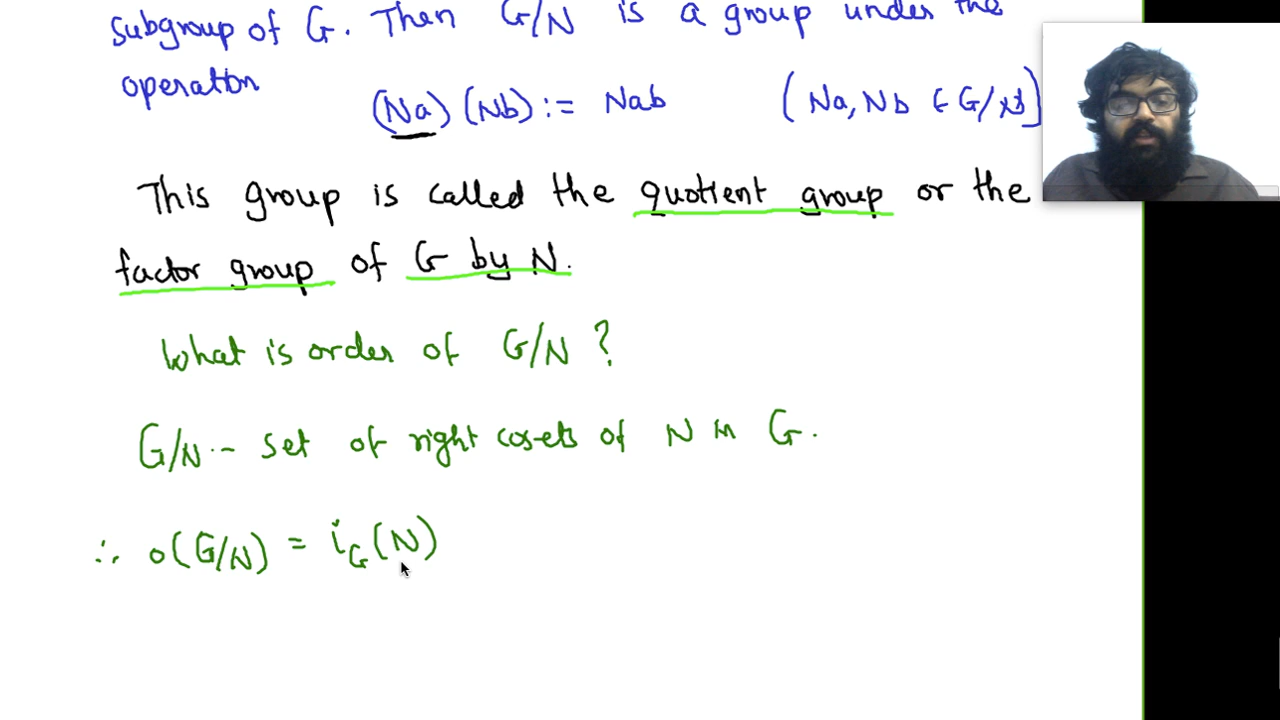 subgroup of G. Then G/N is a group under the
operation
(Na)(Nb) := Nab (Na, Nb ∈ G/N)
This group is called the quotient group or the
factor group of G by N.
What is order of G/N ?
G/N :- set of right cosets of N in G.
∴ o(G/N) = i_G(N)